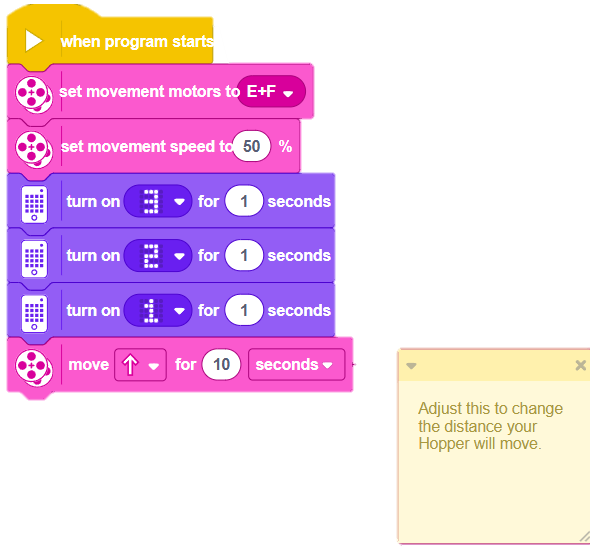 when program starts
set movement motors to E+F
set movement speed to 50 %
turn on 3 for 1 seconds
turn on 2 for 1 seconds
turn on 1 for 1 seconds
move for 10 seconds
Adjust this to change
the distance your
Hopper will move.